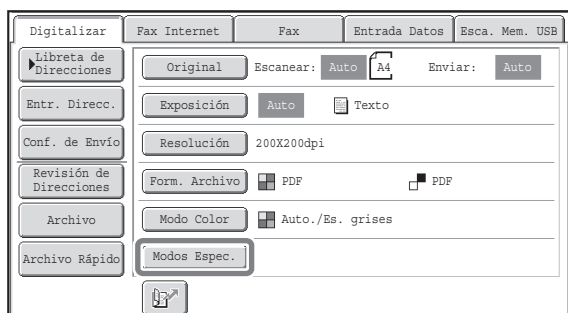 Digitalizar
Fax Internet
Fax
Entrada Datos
Esca. Mem. USB
Libreta de
Direcciones
Entr. Direcc.
Conf. de Envío
Revisión de
Direcciones
Archivo
Archivo Rápido
Original
Escanear: Auto A4 Enviar: Auto
Exposición Auto Texto
Resolución 200X200dpi
Form. Archivo PDF PDF
Modo Color Auto./Es. grises
Modos Espec.